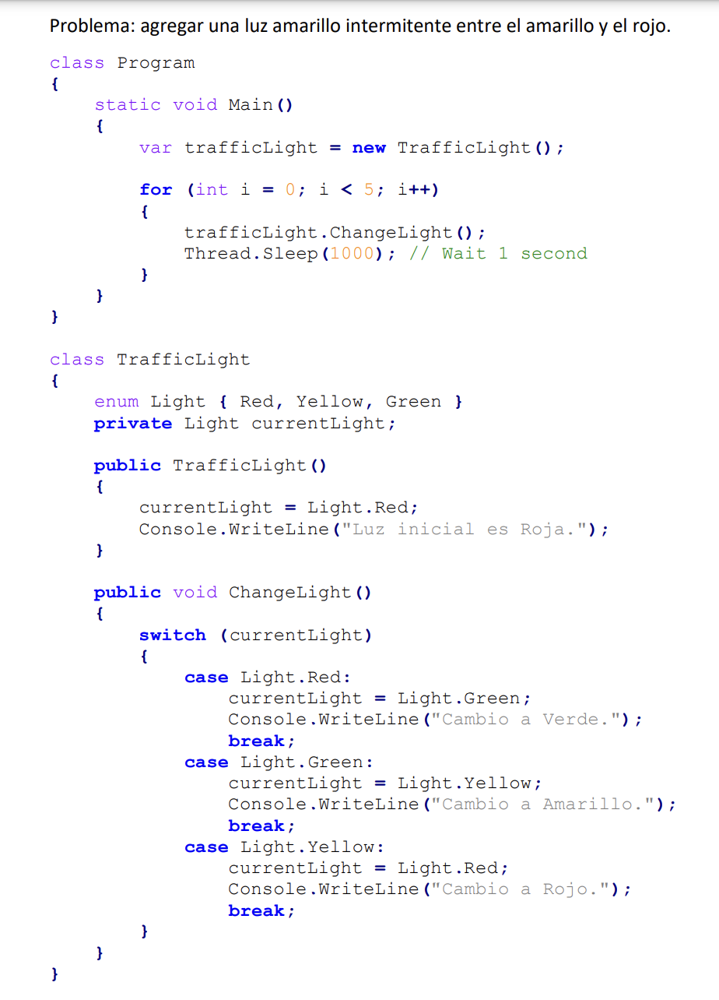 Problema: agregar una luz amarillo intermitente entre el amarillo y el rojo.
class Program
{
    static void Main()
    {
        var trafficLight = new TrafficLight();

        for (int i = 0; i < 5; i++)
        {
            trafficLight.ChangeLight();
            Thread.Sleep(1000); // Wait 1 second
        }
    }
}

class TrafficLight
{
    enum Light { Red, Yellow, Green }
    private Light currentLight;

    public TrafficLight()
    {
        currentLight = Light.Red;
        Console.WriteLine("Luz inicial es Roja.");
    }

    public void ChangeLight()
    {
        switch (currentLight)
        {
            case Light.Red:
                currentLight = Light.Green;
                Console.WriteLine("Cambio a Verde.");
                break;
            case Light.Green:
                currentLight = Light.Yellow;
                Console.WriteLine("Cambio a Amarillo.");
                break;
            case Light.Yellow:
                currentLight = Light.Red;
                Console.WriteLine("Cambio a Rojo.");
                break;
        }
    }
}